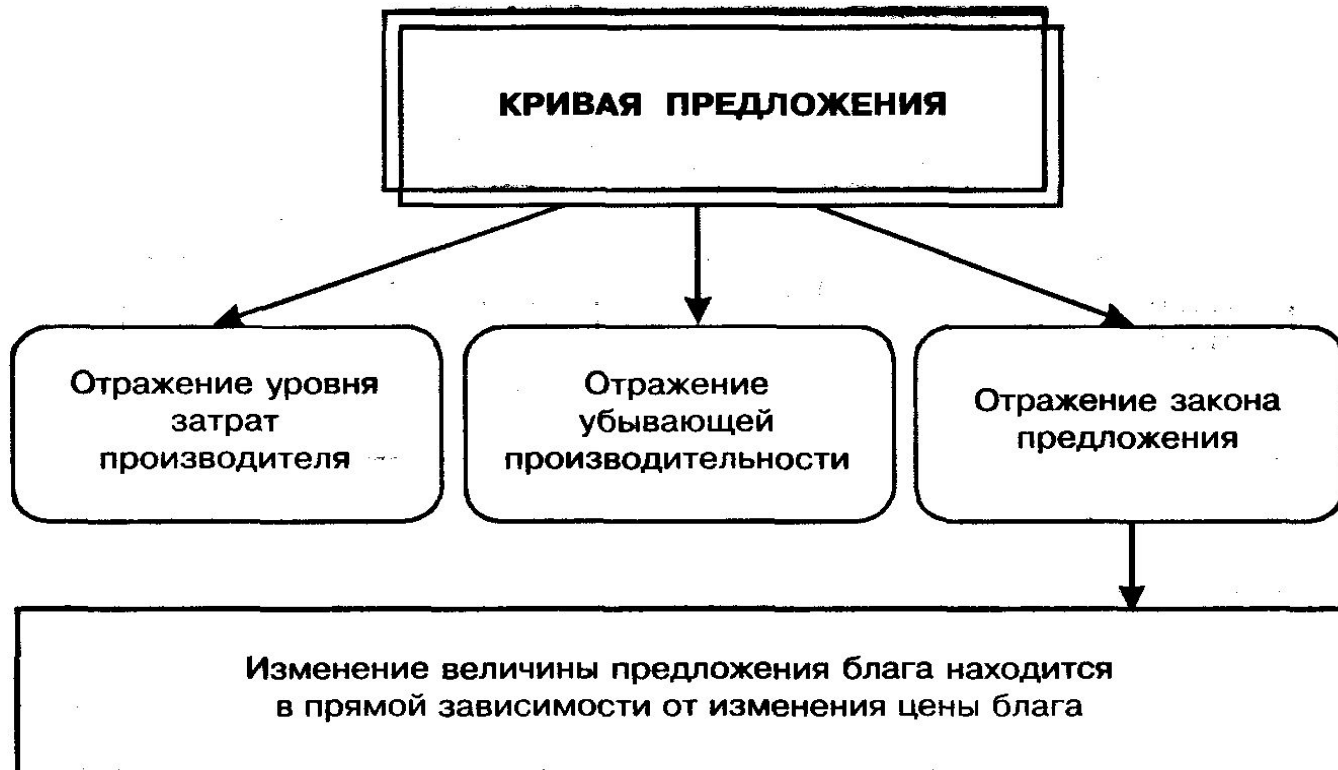 КРИВАЯ ПРЕДЛОЖЕНИЯ
Отражение уровня
затрат
производителя
Отражение
убывающей
производительности
Отражение закона
предложения
Изменение величины предложения блага находится
в прямой зависимости от изменения цены блага